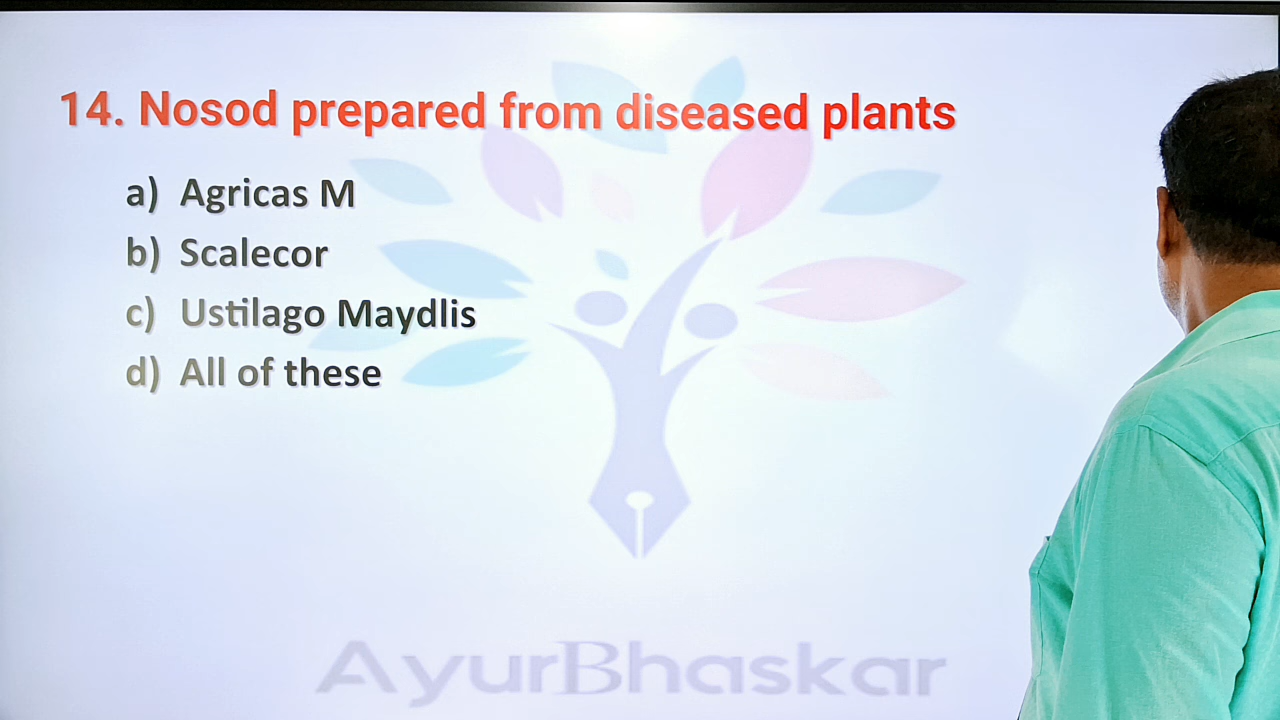 14. Nosod prepared from diseased plants
a) Agricas M
b) Scalecor
c) Ustilago Maydlis
d) All of these
AyurBhaskar